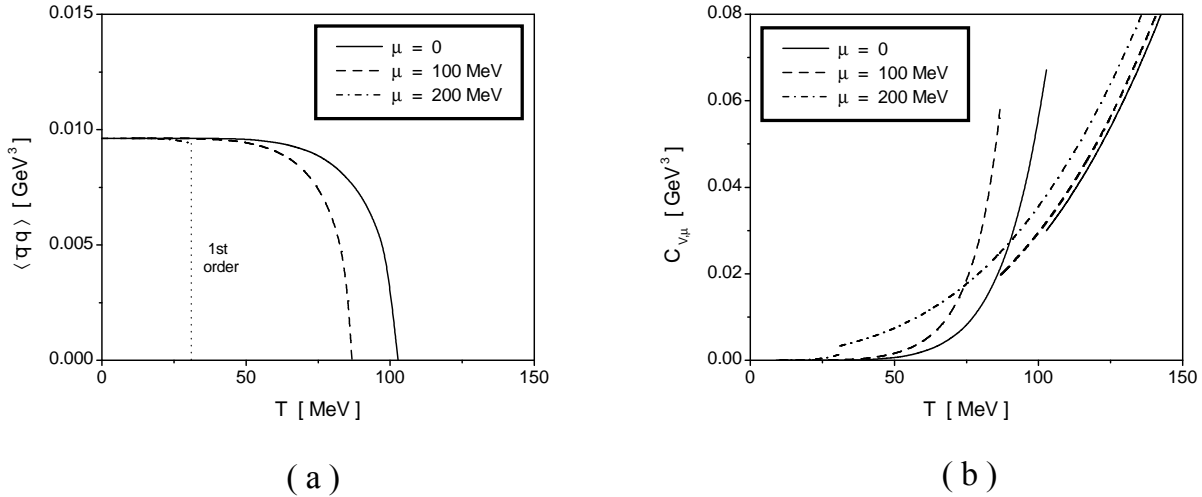 0.015
0.010
0.005
0.000
0
50
100
150
⟨q̄q⟩ [ GeV³ ]
T [ MeV ]
μ = 0
μ = 100 MeV
μ = 200 MeV
1st
order
( a )
0.08
0.06
0.04
0.02
0.00
0
50
100
150
C V,μ [ GeV³ ]
T [ MeV ]
μ = 0
μ = 100 MeV
μ = 200 MeV
( b )